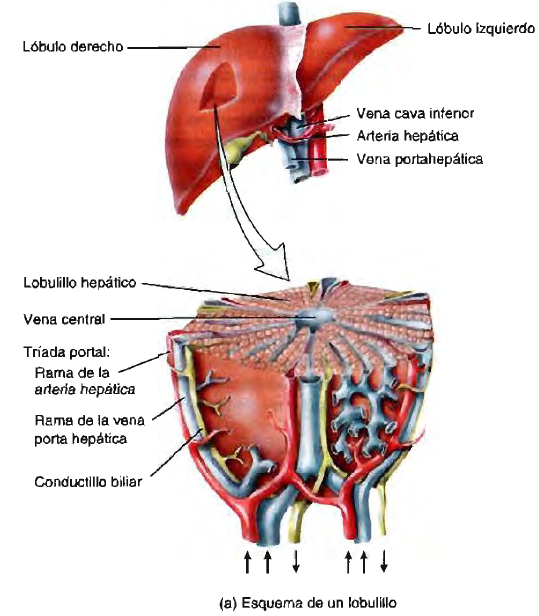 Lóbulo izquierdo
Lóbulo derecho
Vena cava inferior
Arteria hepática
Vena portahepática
Lobulillo hepático
Vena central
Tríada portal:
Rama de la
arteria hepática
Rama de la vena
porta hepática
Conductillo biliar
(a) Esquema de un lobulillo